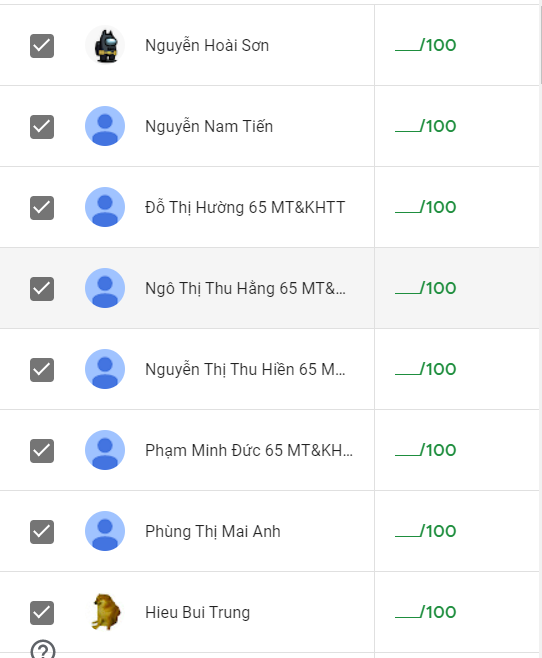 Nguyễn Hoài Sơn
___/100
Nguyễn Nam Tiến
___/100
Đỗ Thị Hường 65 MT&KHTT
___/100
Ngô Thị Thu Hằng 65 MT&...
___/100
Nguyễn Thị Thu Hiền 65 M...
___/100
Phạm Minh Đức 65 MT&KH...
___/100
Phùng Thị Mai Anh
___/100
Hieu Bui Trung
___/100
?